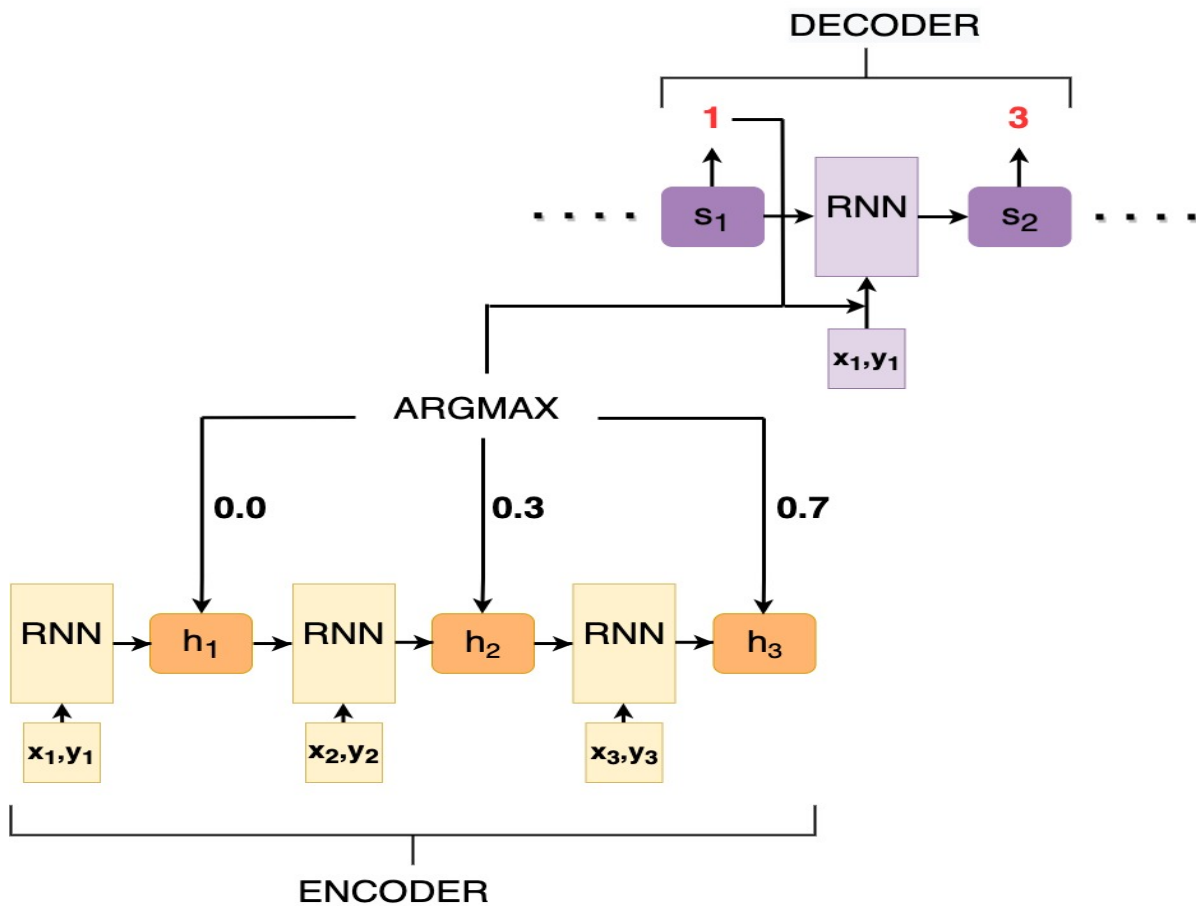 DECODER
1 3
s₁ RNN s₂
x₁,y₁
ARGMAX
0.0 0.3 0.7
RNN h₁ RNN h₂ RNN h₃
x₁,y₁ x₂,y₂ x₃,y₃
ENCODER